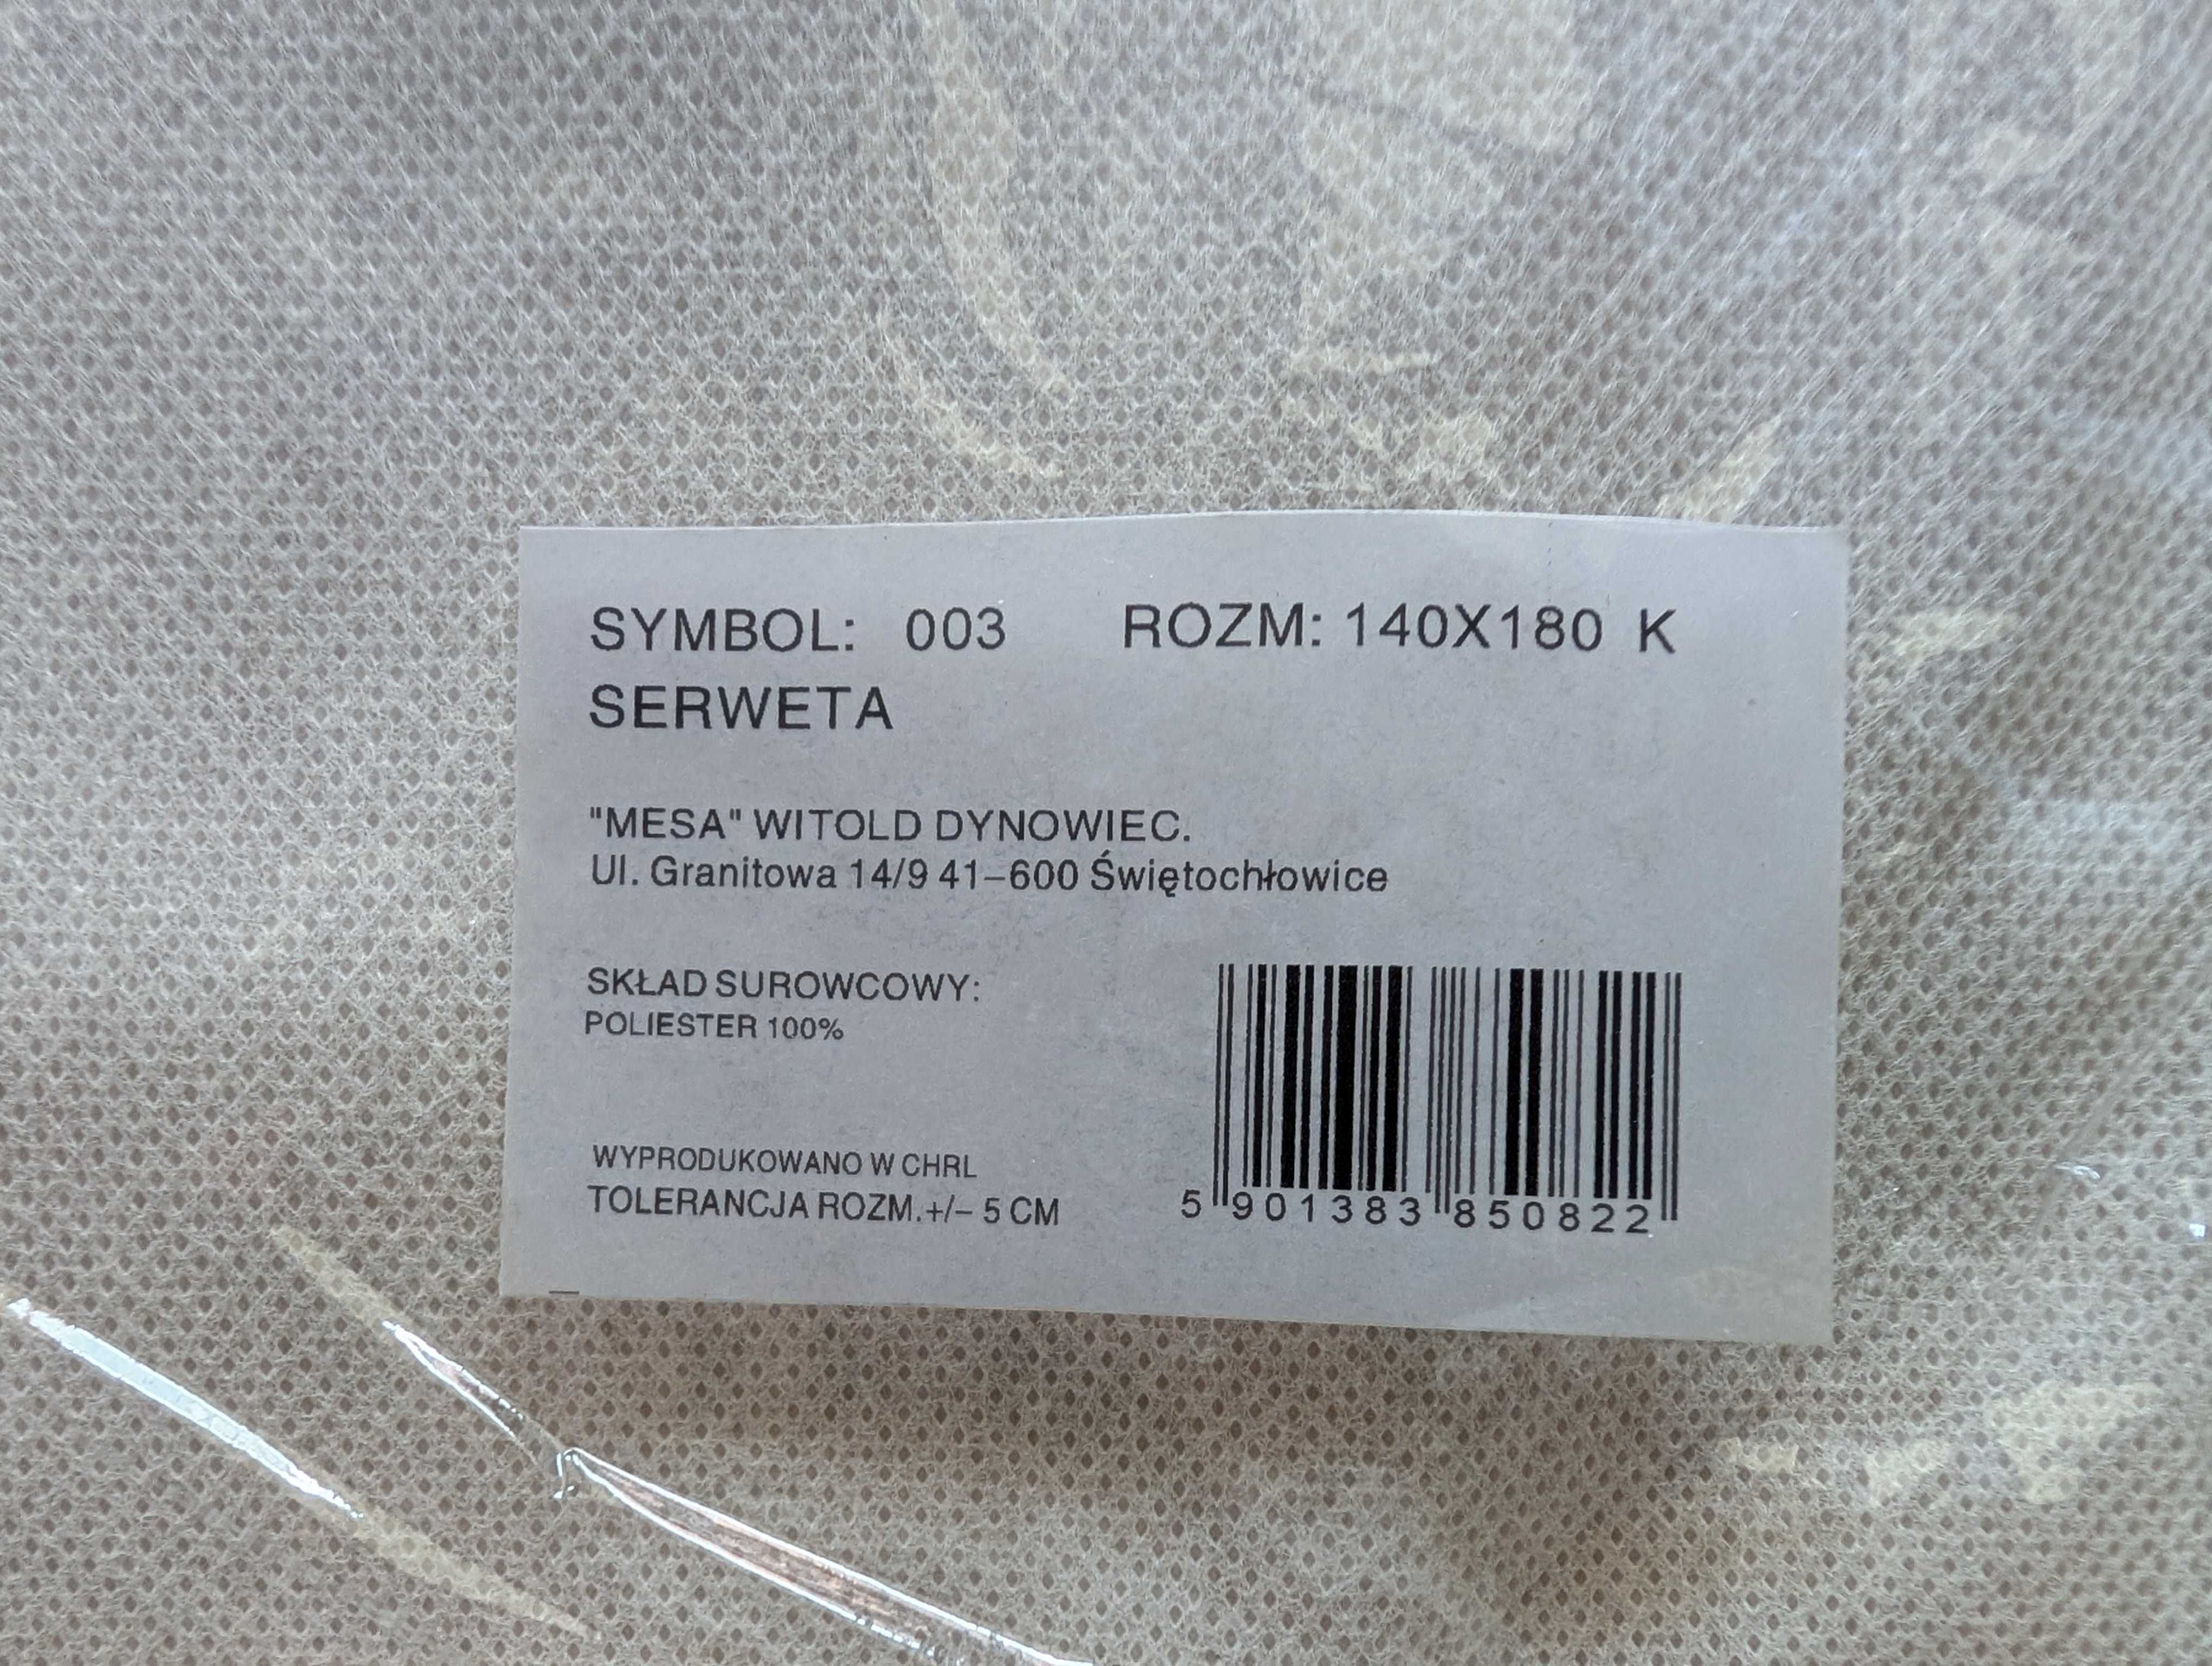 SYMBOL: 003 ROZM: 140X180 K
SERWETA
"MESA" WITOLD DYNOWIEC.
Ul. Granitowa 14/9 41–600 Świętochłowice
SKŁAD SUROWCOWY:
POLIESTER 100%
WYPRODUKOWANO W CHRL
TOLERANCJA ROZM.+/– 5 CM
5 901383 850822